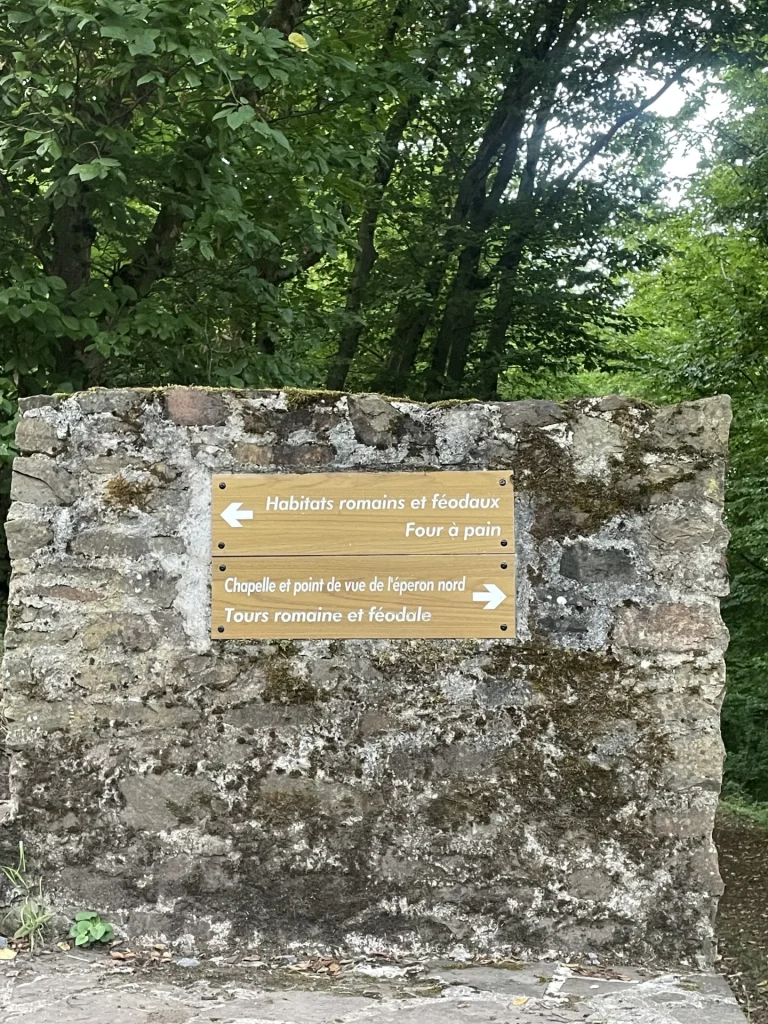 Habitats romains et féodaux
Four à pain
Chapelle et point de vue de l'éperon nord
Tours romaine et féodale